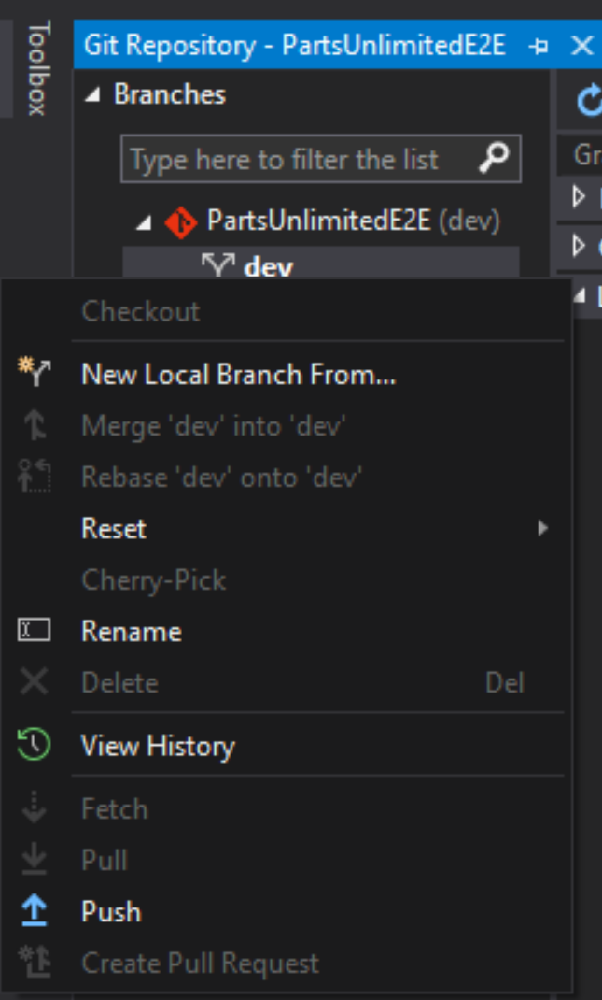 Toolbox
Git Repository - PartsUnlimitedE2E
Branches
Type here to filter the list
Gr
PartsUnlimitedE2E (dev)
dev
Checkout
New Local Branch From...
Merge 'dev' into 'dev'
Rebase 'dev' onto 'dev'
Reset
Cherry-Pick
Rename
Delete Del
View History
Fetch
Pull
Push
Create Pull Request